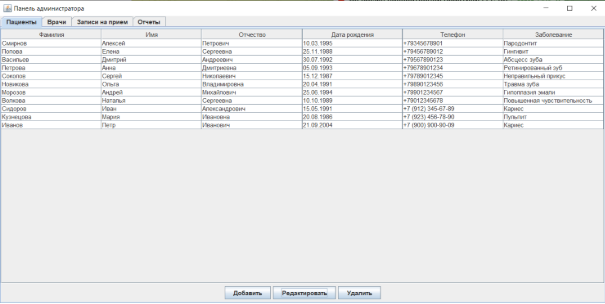 Панель администратора
Пациенты Врачи Записи на прием Отчеты
Фамилия Имя Отчество Дата рождения Телефон Заболевание
Смирнов Алексей Петрович 10.03.1995 +79345678901 Пародонтит
Попова Елена Сергеевна 25.11.1988 +79456789012 Гингивит
Васильев Дмитрий Андреевич 30.07.1992 +79567890123 Абсцесс зуба
Петрова Анна Дмитриевна 05.09.1993 +79678901234 Ретинированный зуб
Соколов Сергей Николаевич 15.12.1987 +79789012345 Неправильный прикус
Новикова Ольга Владимировна 20.04.1991 +79890123456 Травма зуба
Морозов Андрей Михайлович 25.06.1994 +79901234567 Гипоплазия эмали
Волкова Наталья Сергеевна 10.10.1989 +79012345678 Повышенная чувствительность
Сидоров Иван Александрович 15.05.1991 +7 (912) 345-67-89 Кариес
Кузнецова Мария Ивановна 20.08.1986 +7 (923) 456-78-90 Пульпит
Иванов Петр Иванович 21.09.2004 +7 (900) 900-90-09 Кариес
Добавить Редактировать Удалить